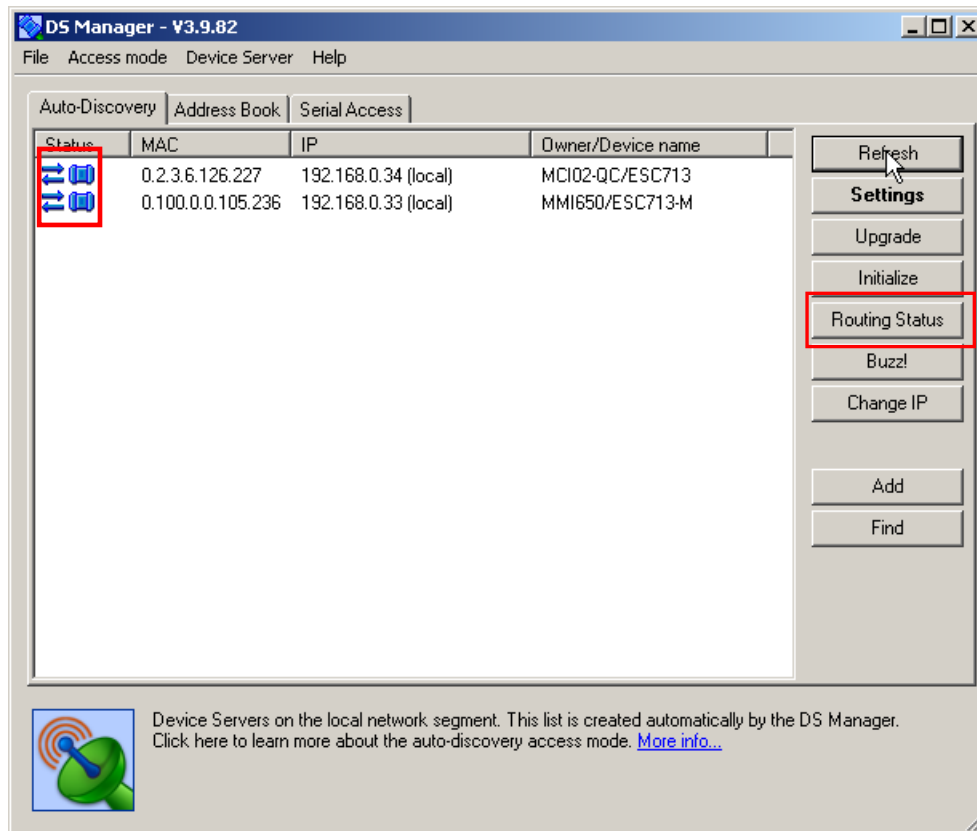 DS Manager - V3.9.82
File Access mode Device Server Help
Auto-Discovery Address Book Serial Access
Status MAC IP Owner/Device name
0.2.3.6.126.227 192.168.0.34 (local) MCI02-QC/ESC713
0.100.0.0.105.236 192.168.0.33 (local) MMI650/ESC713-M
Refresh
Settings
Upgrade
Initialize
Routing Status
Buzz!
Change IP
Add
Find
Device Servers on the local network segment. This list is created automatically by the DS Manager.
Click here to learn more about the auto-discovery access mode. More info...